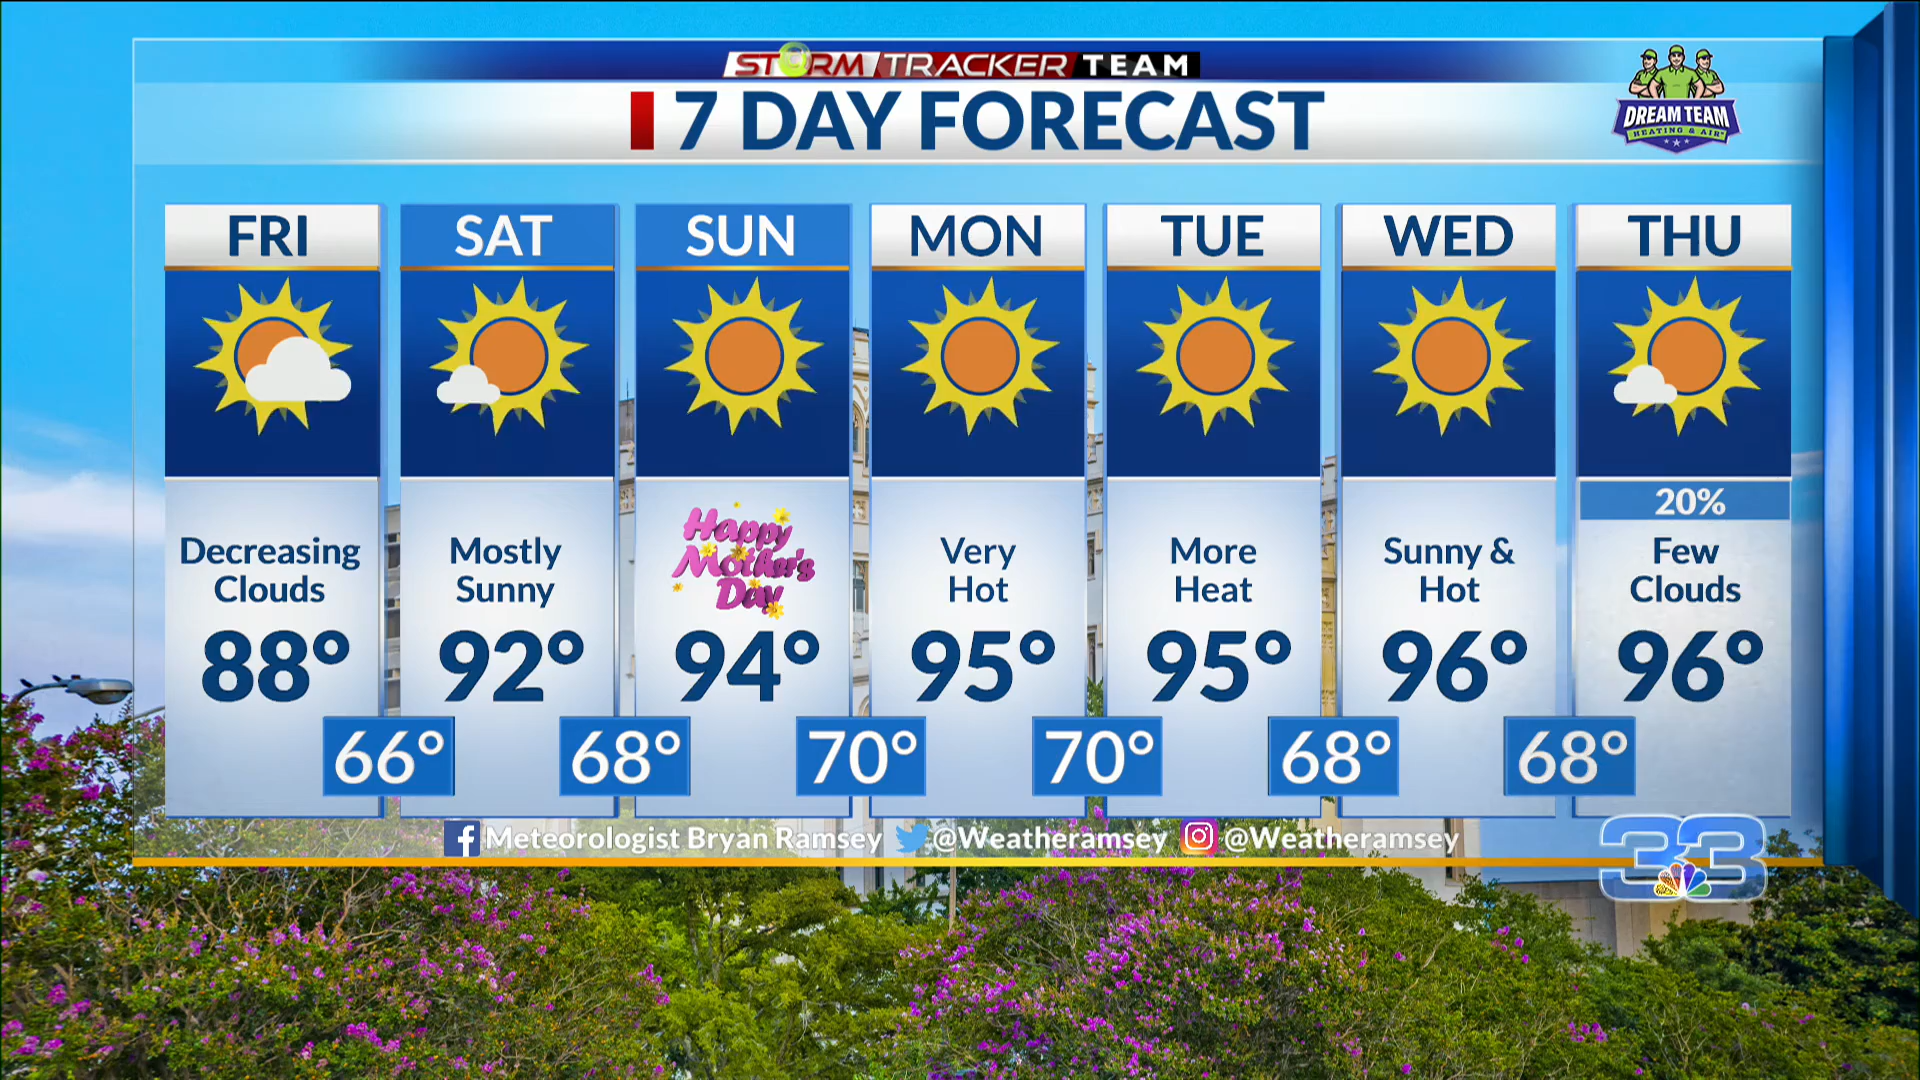 STORM TRACKER TEAM
7 DAY FORECAST
DREAM TEAM
HEATING & AIR
FRI
SAT
SUN
MON
TUE
WED
THU
20%
Decreasing
Clouds
Mostly
Sunny
Happy
Mother's
Day
Very
Hot
More
Heat
Sunny &
Hot
Few
Clouds
88°
92°
94°
95°
95°
96°
96°
66°
68°
70°
70°
68°
68°
Meteorologist Bryan Ramsey @Weatheramsey @Weatheramsey
33